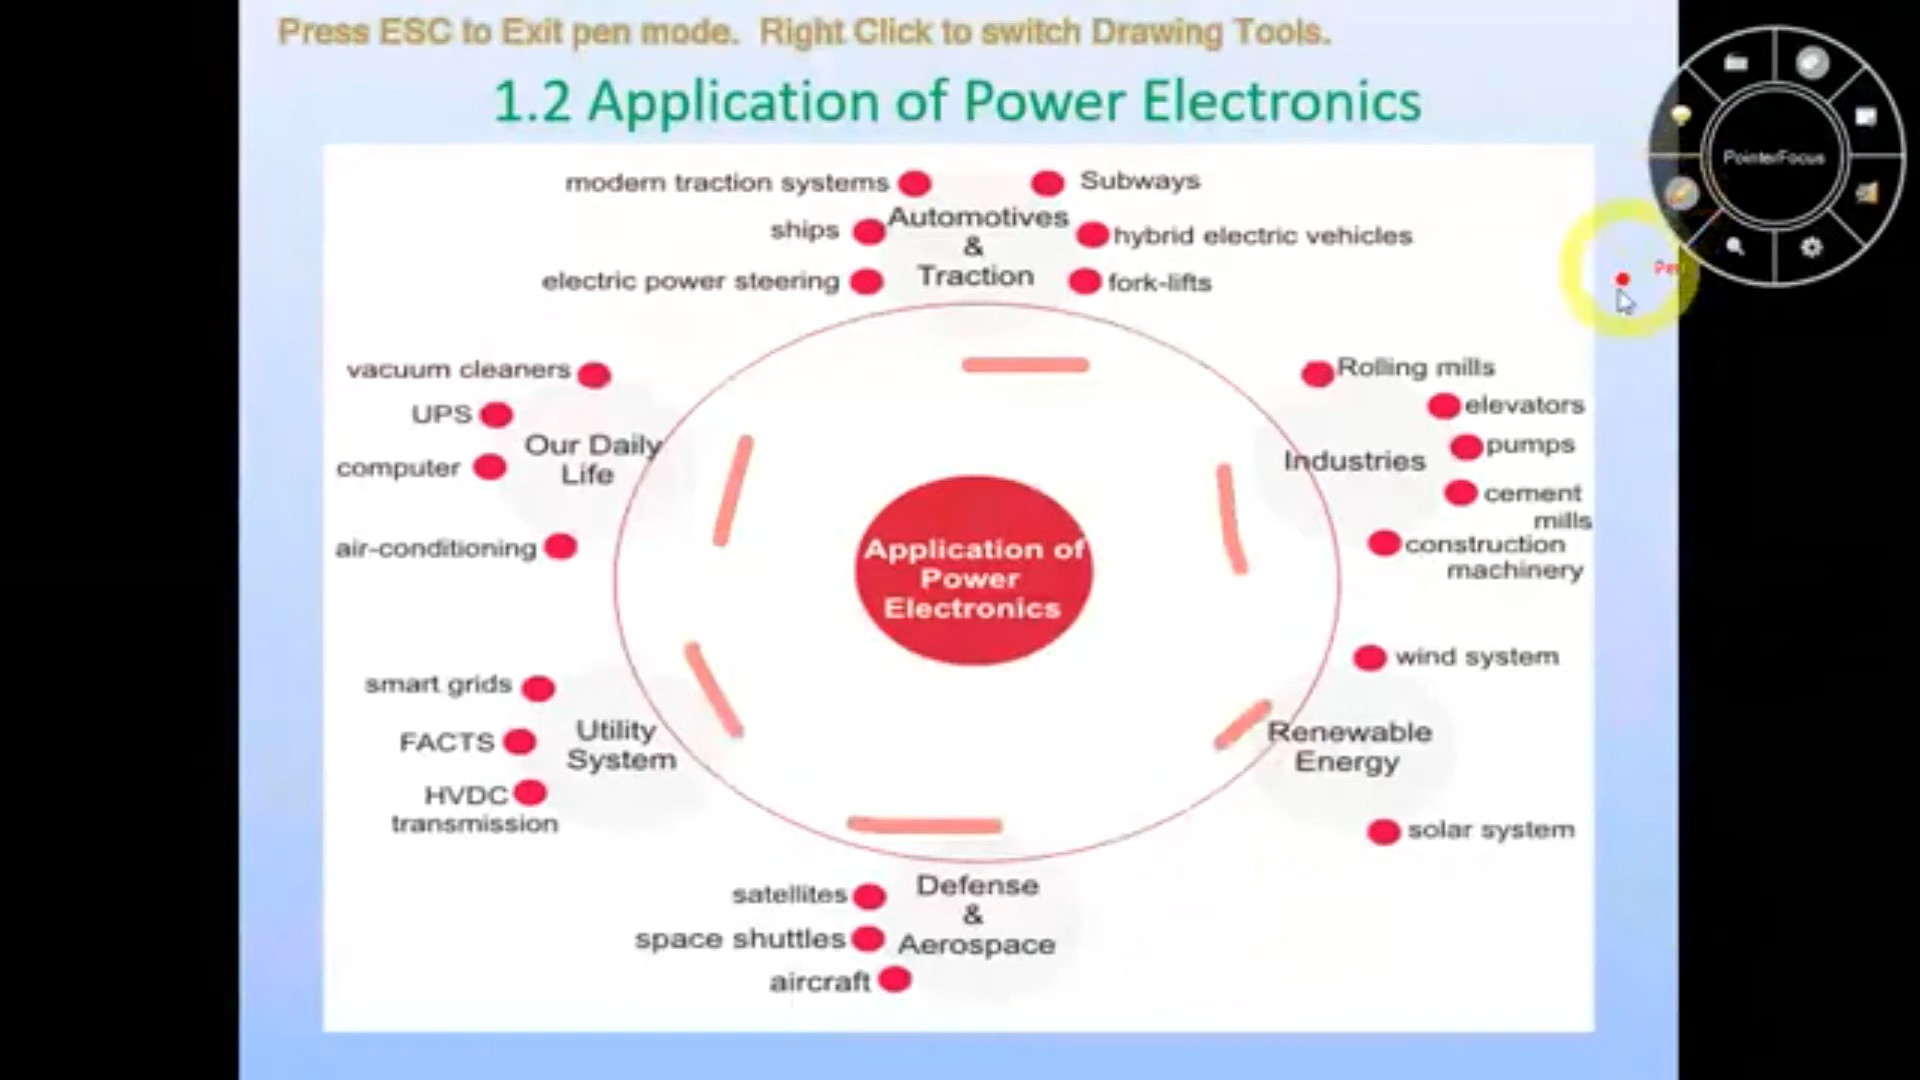 Press ESC to Exit pen mode. Right Click to switch Drawing Tools.
PointerFocus
1.2 Application of Power Electronics
modern traction systems
Subways
ships
Automotives
&
Traction
hybrid electric vehicles
electric power steering
fork-lifts
Pen
vacuum cleaners
UPS
computer
Our Daily
Life
air-conditioning
Rolling mills
elevators
pumps
Industries
cement
mills
construction
machinery
Application of
Power
Electronics
smart grids
FACTS
Utility
System
HVDC
transmission
wind system
Renewable
Energy
solar system
satellites
Defense
&
Aerospace
space shuttles
aircraft